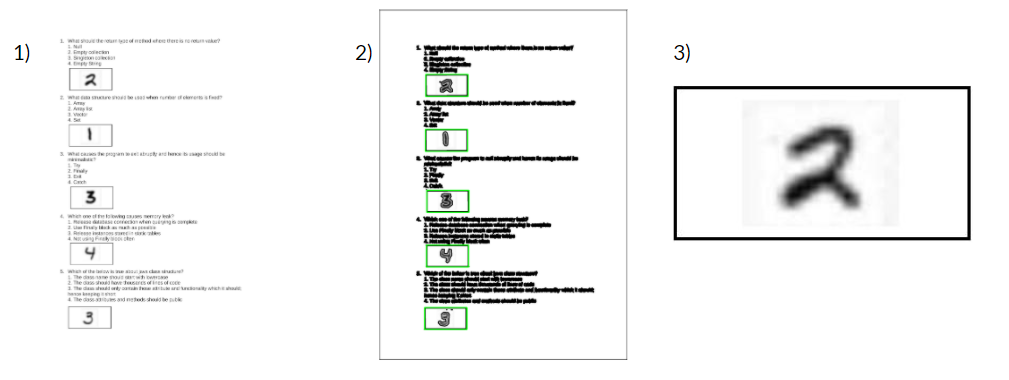 1)
1. What should the return type of method where there is no return value?
1. Null
2. Empty collection
3. Singleton collection
4. Empty String
2
2. What data structure should be used when number of elements is fixed?
1. Array
2. Array list
3. Vector
4. Set
1
3. What causes the program to exit abruptly and hence its usage should be
minimalistic?
1. Try
2. Finally
3. Exit
4. Catch
3
4. Which one of the following causes memory leak?
1. Release database connection when querying is complete
2. Use Finally block as much as possible
3. Release instances stored in static tables
4. Not using Finally block often
4
5. Which of the below is true about java class structure?
1. The class name should start with lowercase
2. The class should have thousands of lines of code
3. The class should only contain those attribute and functionality which it should;
hence keeping it short
4. The class attributes and methods should be public
3
2)
1. What should the return type of method where there is no return value?
1. Null
2. Empty collection
3. Singleton collection
4. Empty String
2
2. What data structure should be used when number of elements is fixed?
1. Array
2. Array list
3. Vector
4. Set
1
3. What causes the program to exit abruptly and hence its usage should be
minimalistic?
1. Try
2. Finally
3. Exit
4. Catch
3
4. Which one of the following causes memory leak?
1. Release database connection when querying is complete
2. Use Finally block as much as possible
3. Release instances stored in static tables
4. Not using Finally block often
4
5. Which of the below is true about java class structure?
1. The class name should start with lowercase
2. The class should have thousands of lines of code
3. The class should only contain those attribute and functionality which it should;
hence keeping it short
4. The class attributes and methods should be public
3
3)
2